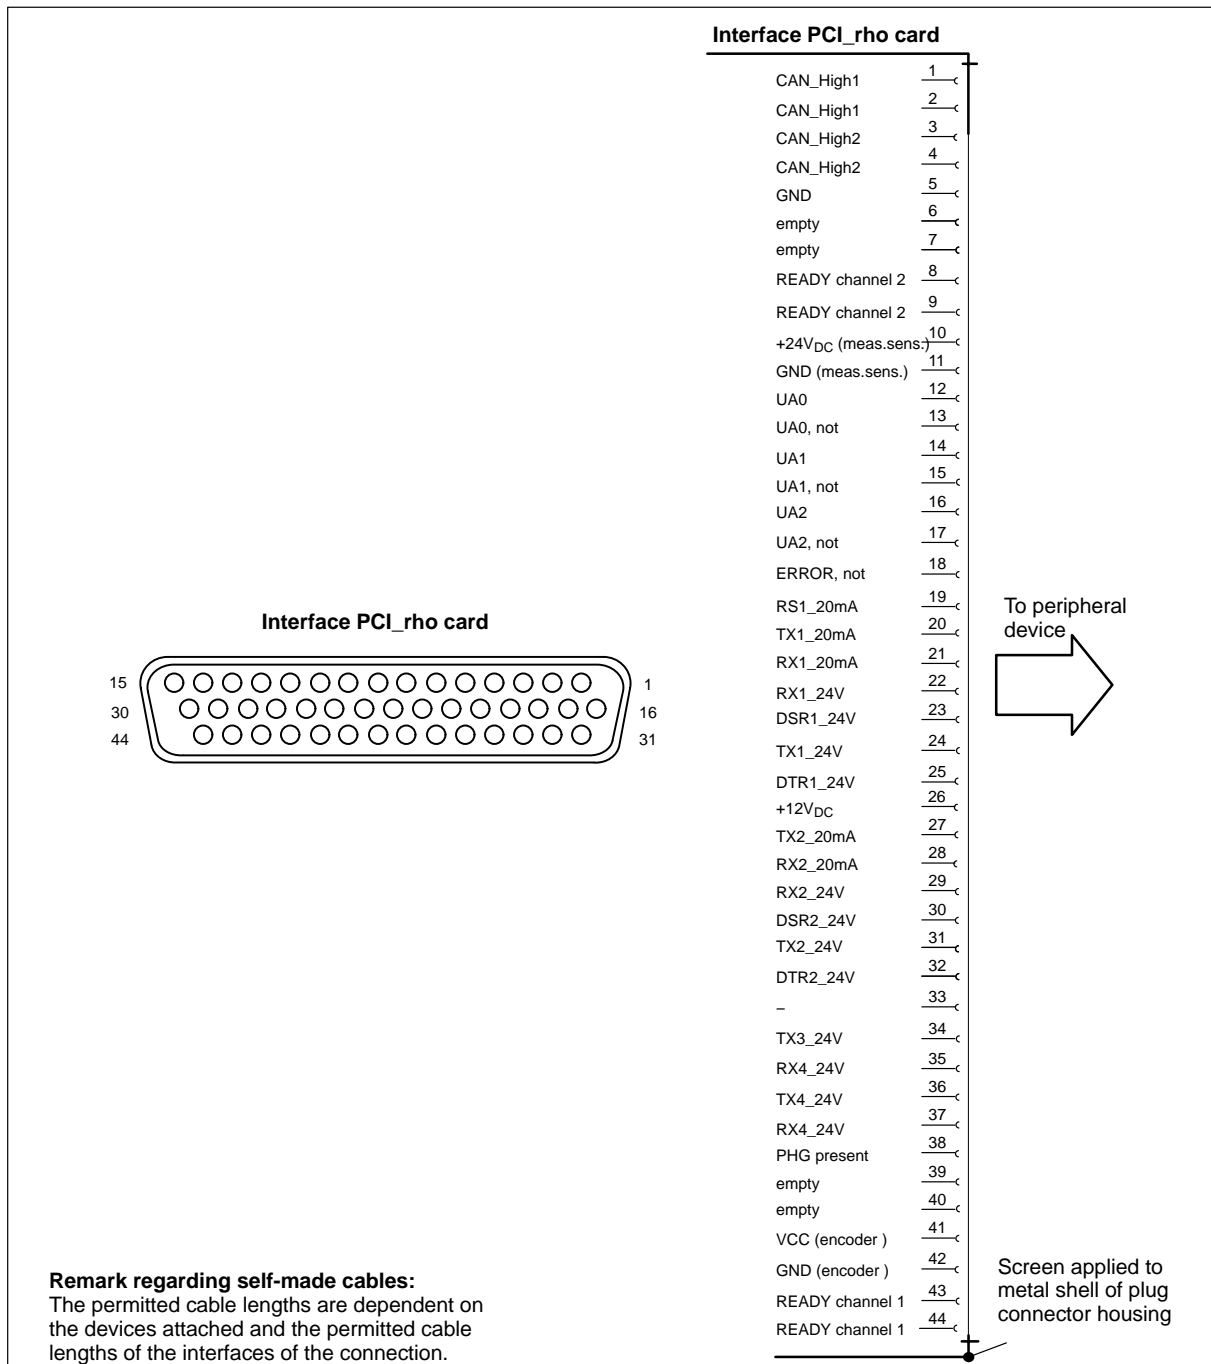 Interface PCI_rho card
CAN_High1 1
CAN_High1 2
CAN_High2 3
CAN_High2 4
GND 5
empty 6
empty 7
READY channel 2 8
READY channel 2 9
+24VDC (meas.sens.) 10
GND (meas.sens.) 11
UA0 12
UA0, not 13
UA1 14
UA1, not 15
UA2 16
UA2, not 17
ERROR, not 18
RS1_20mA 19
TX1_20mA 20
RX1_20mA 21
RX1_24V 22
DSR1_24V 23
TX1_24V 24
DTR1_24V 25
+12VDC 26
TX2_20mA 27
RX2_20mA 28
RX2_24V 29
DSR2_24V 30
TX2_24V 31
DTR2_24V 32
– 33
TX3_24V 34
RX4_24V 35
TX4_24V 36
RX4_24V 37
PHG present 38
empty 39
empty 40
VCC (encoder ) 41
GND (encoder ) 42
READY channel 1 43
READY channel 1 44
To peripheral
device
Interface PCI_rho card
15 1
30 16
44 31
Screen applied to
metal shell of plug
connector housing
Remark regarding self-made cables:
The permitted cable lengths are dependent on
the devices attached and the permitted cable
lengths of the interfaces of the connection.